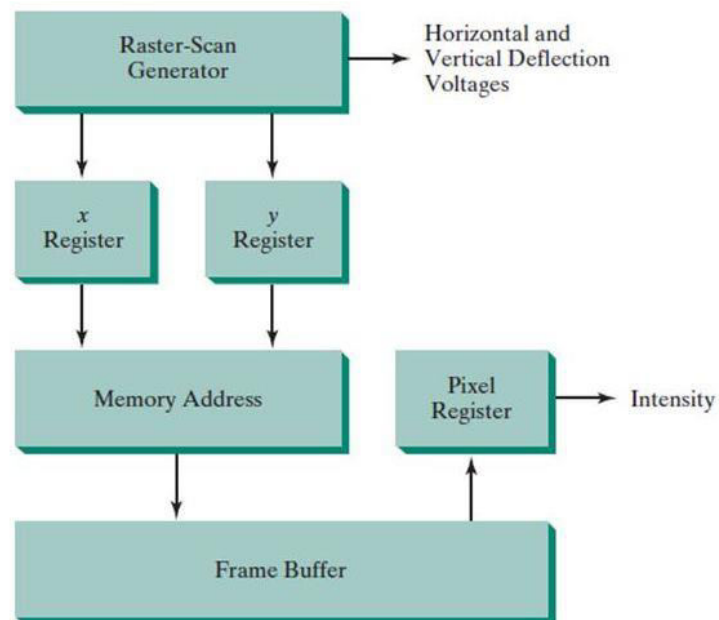 Raster-Scan
Generator
Horizontal and
Vertical Deflection
Voltages
x
Register
y
Register
Memory Address
Pixel
Register
Intensity
Frame Buffer